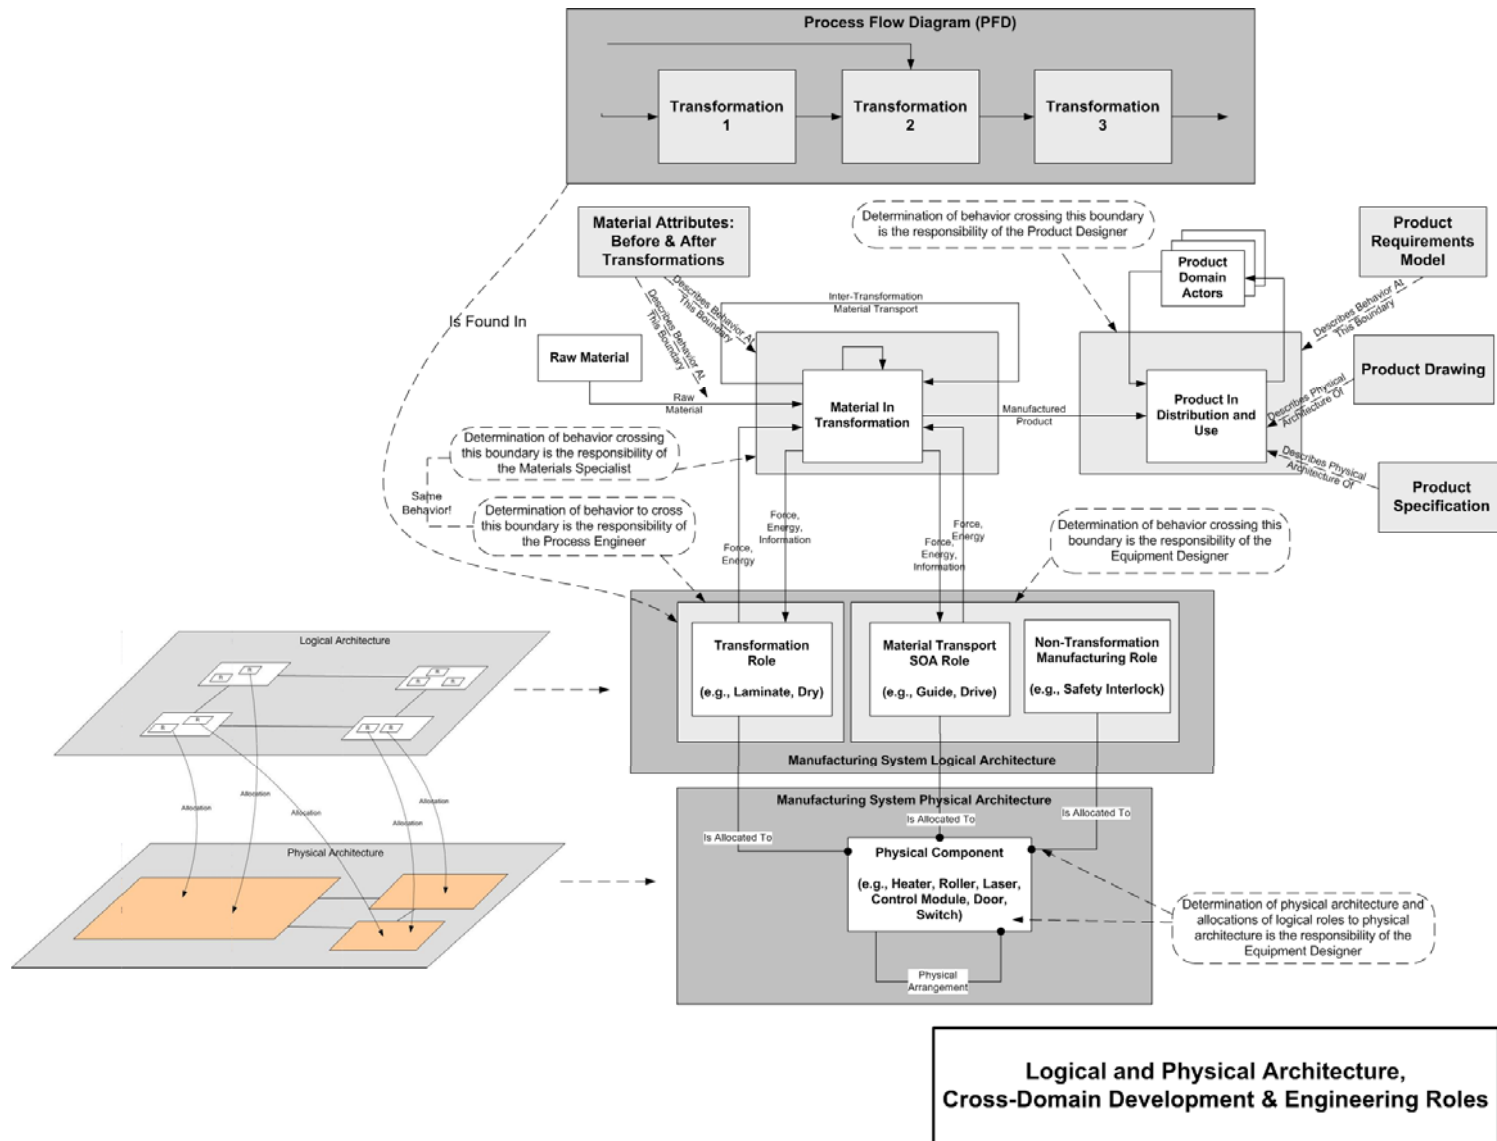 Process Flow Diagram (PFD)
Transformation
1
Transformation
2
Transformation
3
Material Attributes:
Before & After
Transformations
Determination of behavior crossing this boundary
is the responsibility of the Product Designer
Product
Domain
Actors
Product
Requirements
Model
Describes Behavior At
This Boundary
Describes Behavior At
This Boundary
Inter-Transformation
Material Transport
Describes Behavior At
This Boundary
Is Found In
Raw Material
Raw
Material
Material In
Transformation
Manufactured
Product
Product In
Distribution and
Use
Product Drawing
Describes Physical
Architecture Of
Describes Physical
Architecture Of
Product
Specification
Determination of behavior crossing
this boundary is the responsibility of
the Materials Specialist
Same
Behavior!
Determination of behavior to cross
this boundary is the responsibility of
the Process Engineer
Force,
Energy
Force,
Energy,
Information
Force,
Energy,
Information
Force,
Energy
Determination of behavior crossing this
boundary is the responsibility of the
Equipment Designer
Transformation
Role
(e.g., Laminate, Dry)
Material Transport
SOA Role
(e.g., Guide, Drive)
Non-Transformation
Manufacturing Role
(e.g., Safety Interlock)
Manufacturing System Logical Architecture
Logical Architecture
Allocation
Allocation
Allocation
Allocation
Physical Architecture
Manufacturing System Physical Architecture
Is Allocated To
Is Allocated To
Is Allocated To
Physical Component
(e.g., Heater, Roller, Laser,
Control Module, Door,
Switch)
Physical
Arrangement
Determination of physical architecture and
allocations of logical roles to physical
architecture is the responsibility of the
Equipment Designer
Logical and Physical Architecture,
Cross-Domain Development & Engineering Roles